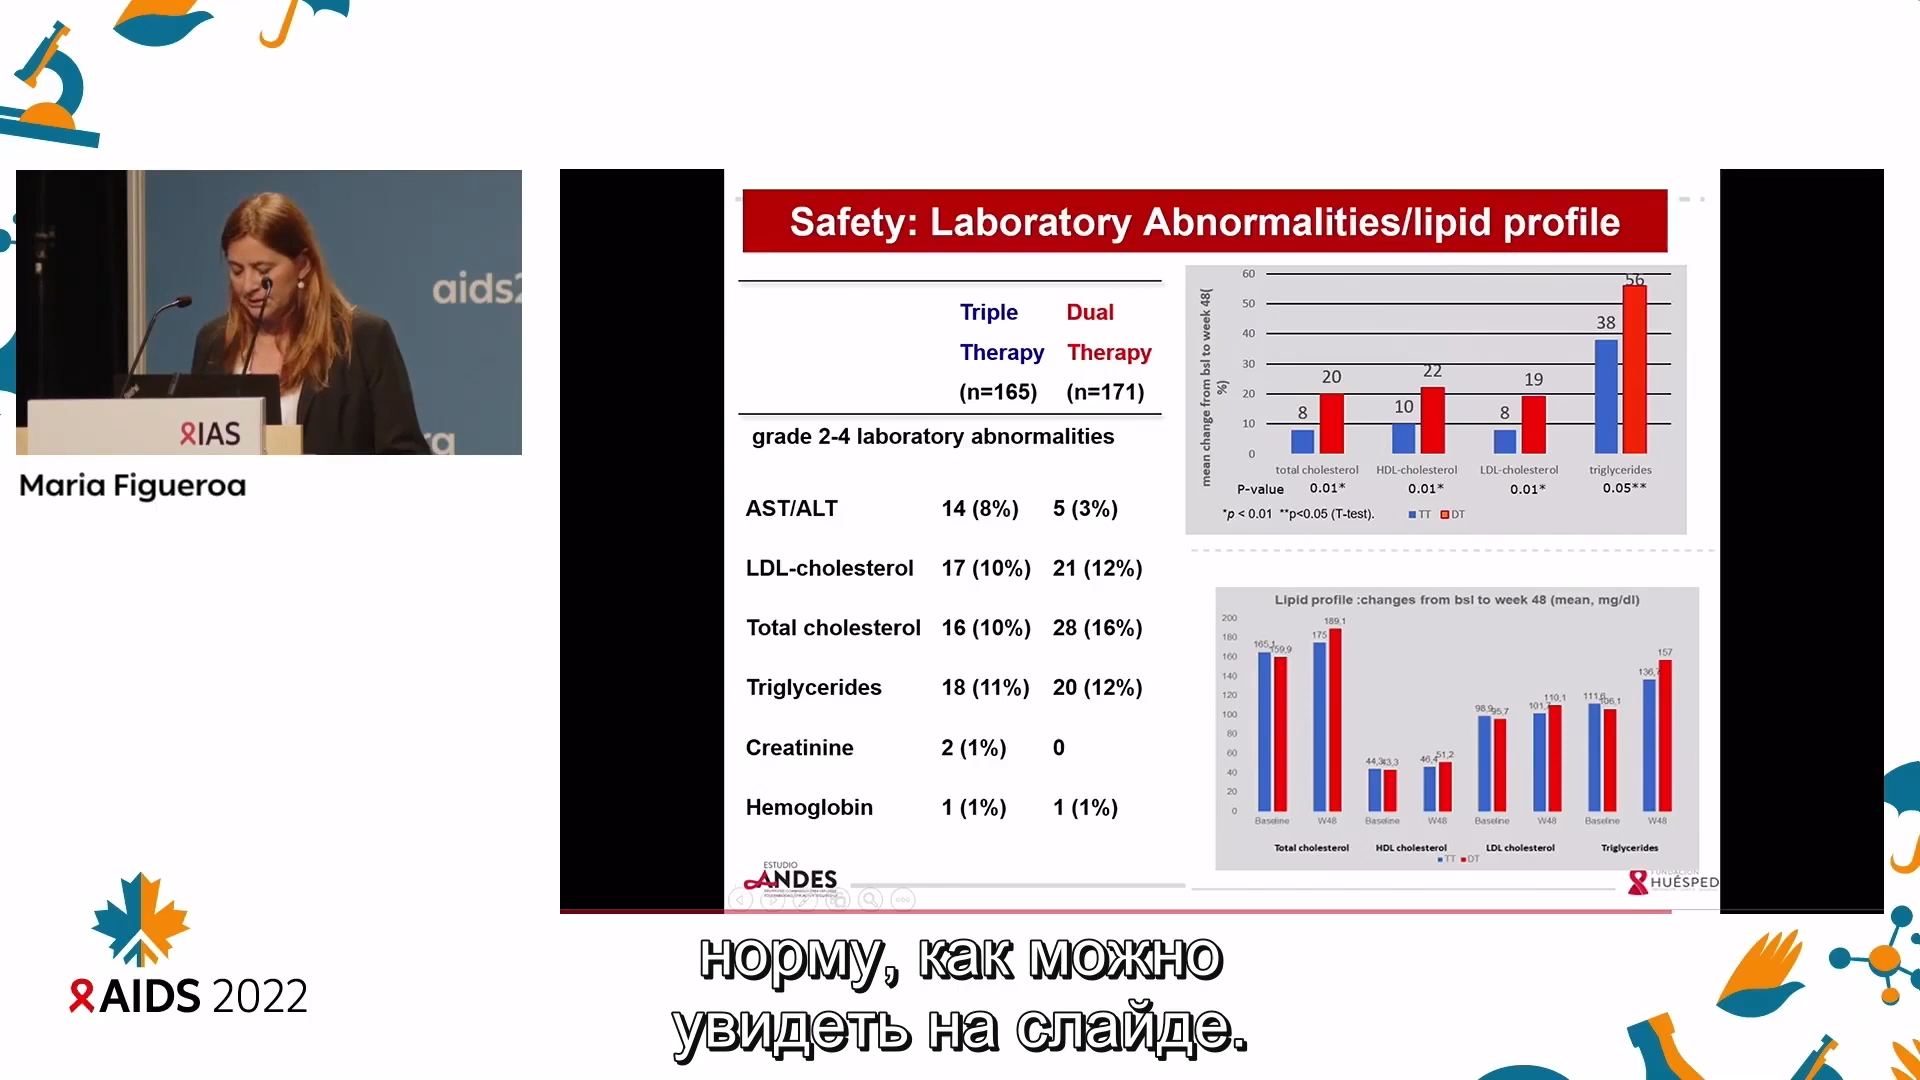 aids2
IAS
rg
Maria Figueroa
AIDS 2022
Safety: Laboratory Abnormalities/lipid profile
Triple Dual
Therapy Therapy
(n=165) (n=171)
grade 2-4 laboratory abnormalities
AST/ALT 14 (8%) 5 (3%)
LDL-cholesterol 17 (10%) 21 (12%)
Total cholesterol 16 (10%) 28 (16%)
Triglycerides 18 (11%) 20 (12%)
Creatinine 2 (1%) 0
Hemoglobin 1 (1%) 1 (1%)
ESTUDIO
ANDES
mean change from bsl to week 48(
%)
60
50
40
30
20
10
0
8 20 10 22 8 19 38 56
total cholesterol HDL-cholesterol LDL-cholesterol triglycerides
P-value 0.01* 0.01* 0.01* 0.05**
*p < 0.01 **p<0.05 (T-test). TT DT
Lipid profile :changes from bsl to week 48 (mean, mg/dl)
200
180
160
140
120
100
80
60
40
20
0
165,1 159,9 175 189,1 44,3 43,3 46,4 51,2 98,9 95,7 101, 110,1 111,6 106,1 136, 157
Baseline W48 Baseline W48 Baseline W48 Baseline W48
Total cholesterol HDL cholesterol LDL cholesterol Triglycerides
TT DT
FUNDACIÓN
HUÉSPED
норму, как можно
увидеть на слайде.